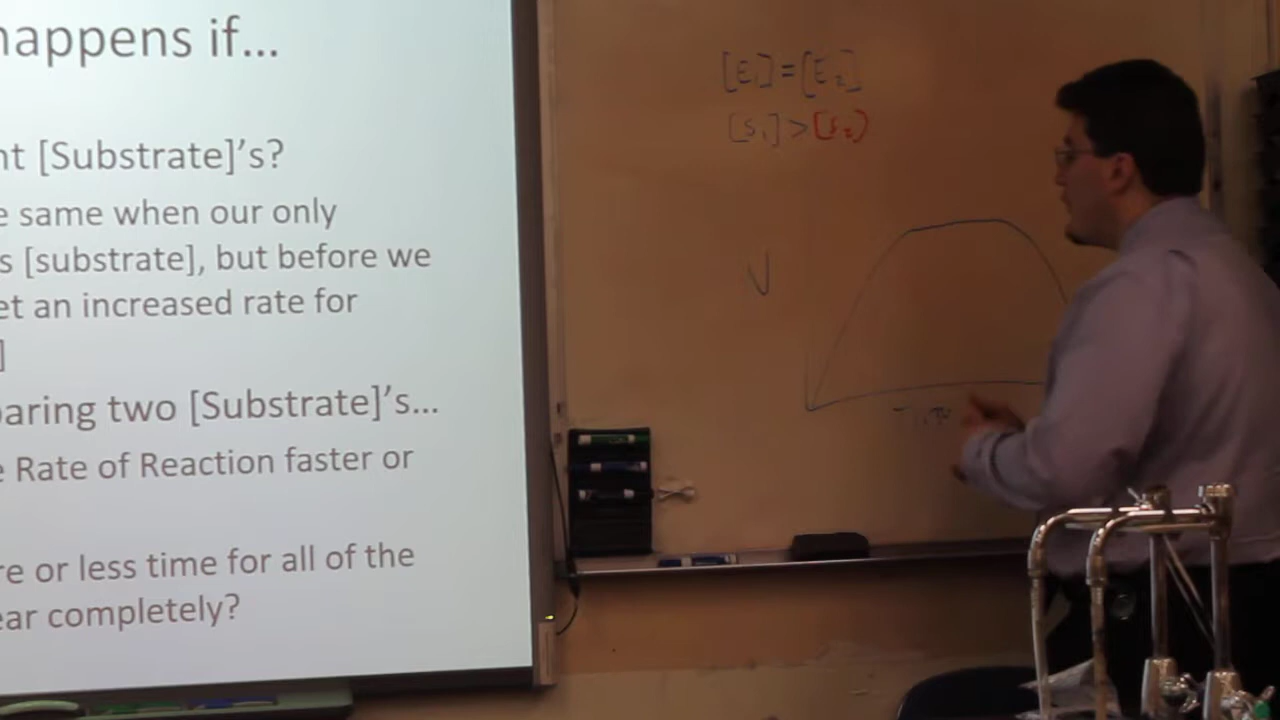 happens if...
nt [Substrate]'s?
e same when our only
s [substrate], but before we
et an increased rate for
]
aring two [Substrate]'s...
e Rate of Reaction faster or
re or less time for all of the
ear completely?
[E₁]=[E₂]
[S₁]>[S₂]
V
Time